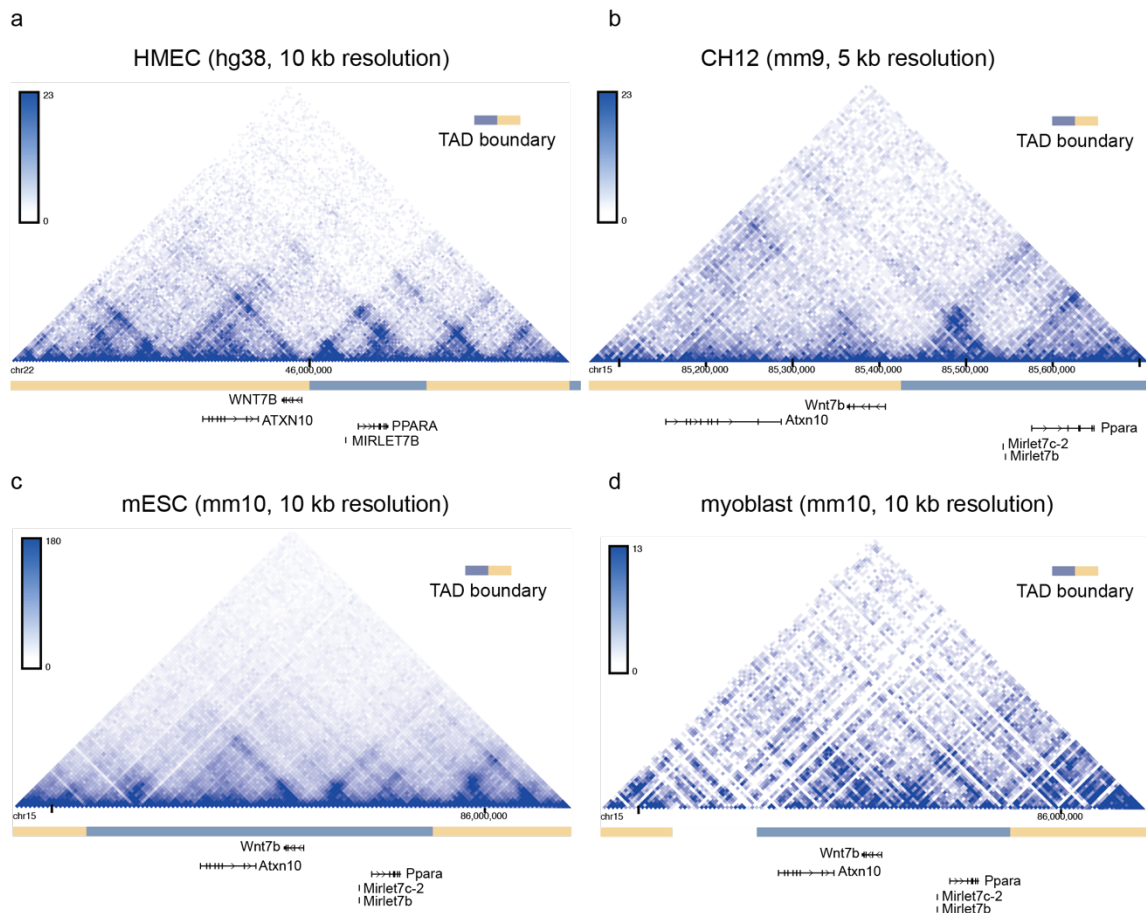 a
HMEC (hg38, 10 kb resolution)
23
0
TAD boundary
chr22
46,000,000
WNT7B
ATXN10
PPARA
MIRLET7B
b
CH12 (mm9, 5 kb resolution)
23
0
TAD boundary
chr15
85,200,000
85,300,000
85,400,000
85,500,000
85,600,000
Wnt7b
Atxn10
Ppara
Mirlet7c-2
Mirlet7b
c
mESC (mm10, 10 kb resolution)
180
0
TAD boundary
chr15
86,000,000
Wnt7b
Atxn10
Ppara
Mirlet7c-2
Mirlet7b
d
myoblast (mm10, 10 kb resolution)
13
0
TAD boundary
chr15
86,000,000
Wnt7b
Atxn10
Ppara
Mirlet7c-2
Mirlet7b